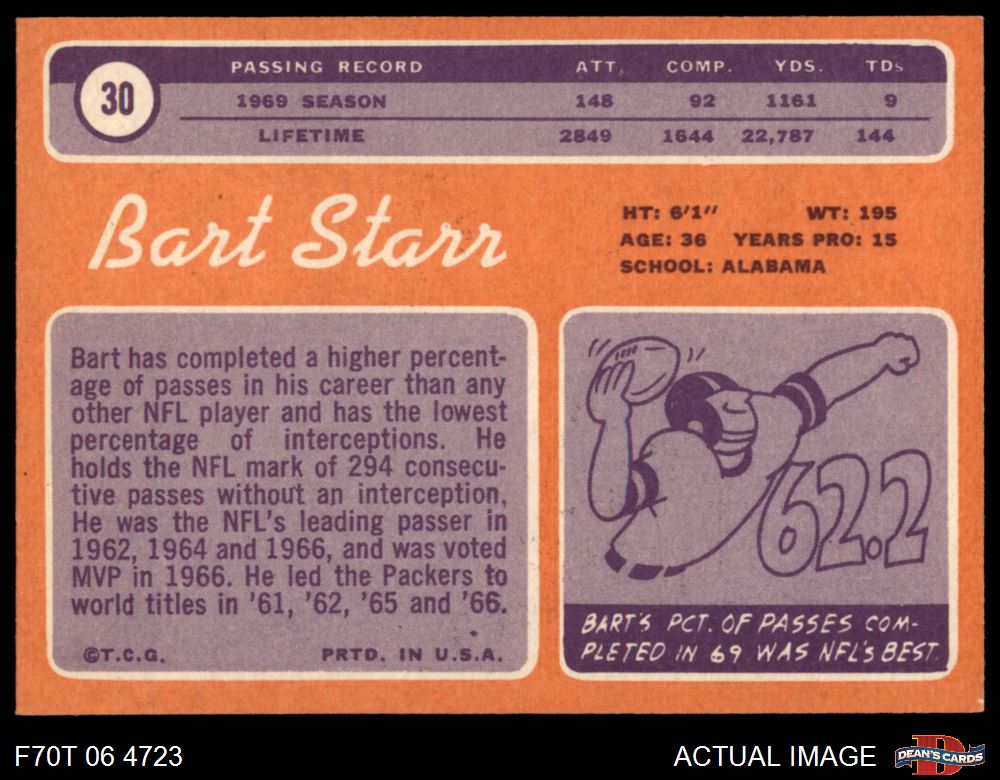 30
PASSING RECORD ATT. COMP. YDS. TDs
1969 SEASON 148 92 1161 9
LIFETIME 2849 1644 22,787 144
Bart Starr
HT: 6'1" WT: 195
AGE: 36 YEARS PRO: 15
SCHOOL: ALABAMA
Bart has completed a higher percent-
age of passes in his career than any
other NFL player and has the lowest
percentage of interceptions. He
holds the NFL mark of 294 consecu-
tive passes without an interception.
He was the NFL's leading passer in
1962, 1964 and 1966, and was voted
MVP in 1966. He led the Packers to
world titles in '61, '62, '65 and '66.
©T.C.G. PRTD. IN U.S.A.
62.2
BART'S PCT. OF PASSES COM-
PLETED IN 69 WAS NFL'S BEST.
F70T 06 4723 ACTUAL IMAGE
D
DEAN'S CARDS